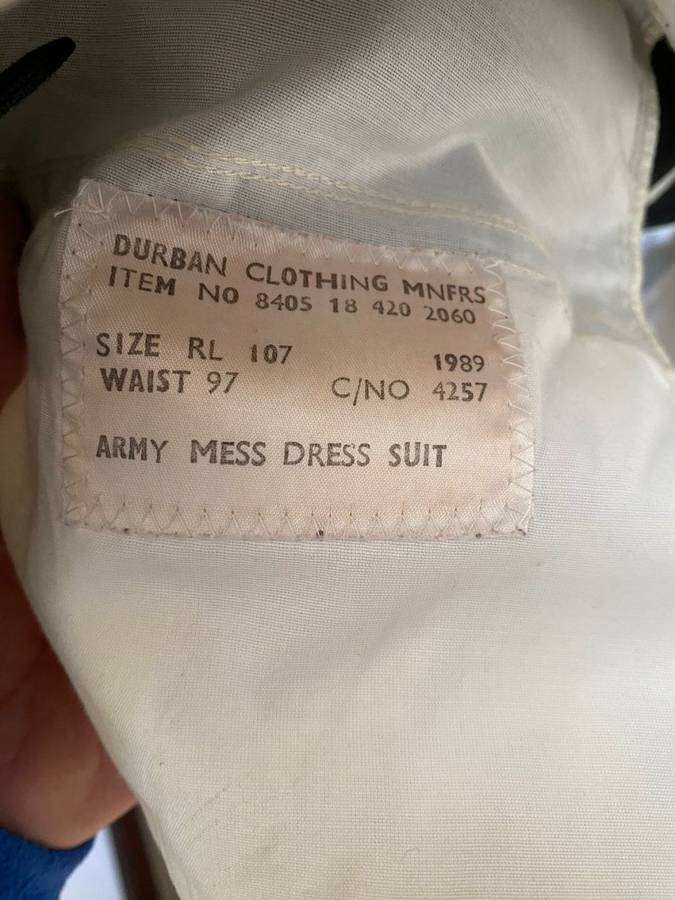 DURBAN CLOTHING MNFRS
ITEM NO 8405 18 420 2060
SIZE RL 107 1989
WAIST 97 C/NO 4257
ARMY MESS DRESS SUIT